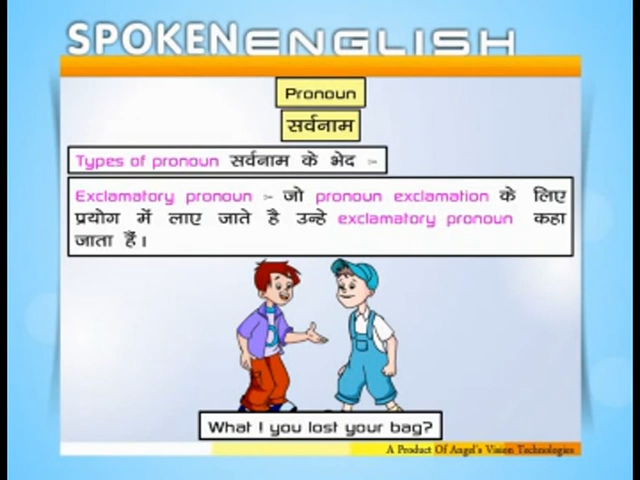 SPOKEN ENGLISH
Pronoun
सर्वनाम
Types of pronoun सर्वनाम के भेद :-
Exclamatory pronoun :- जो pronoun exclamation के लिए
प्रयोग में लाए जाते है उन्हे exclamatory pronoun कहा
जाता हैं।
What ! you lost your bag?
A Product Of Angel's Vision Technologies